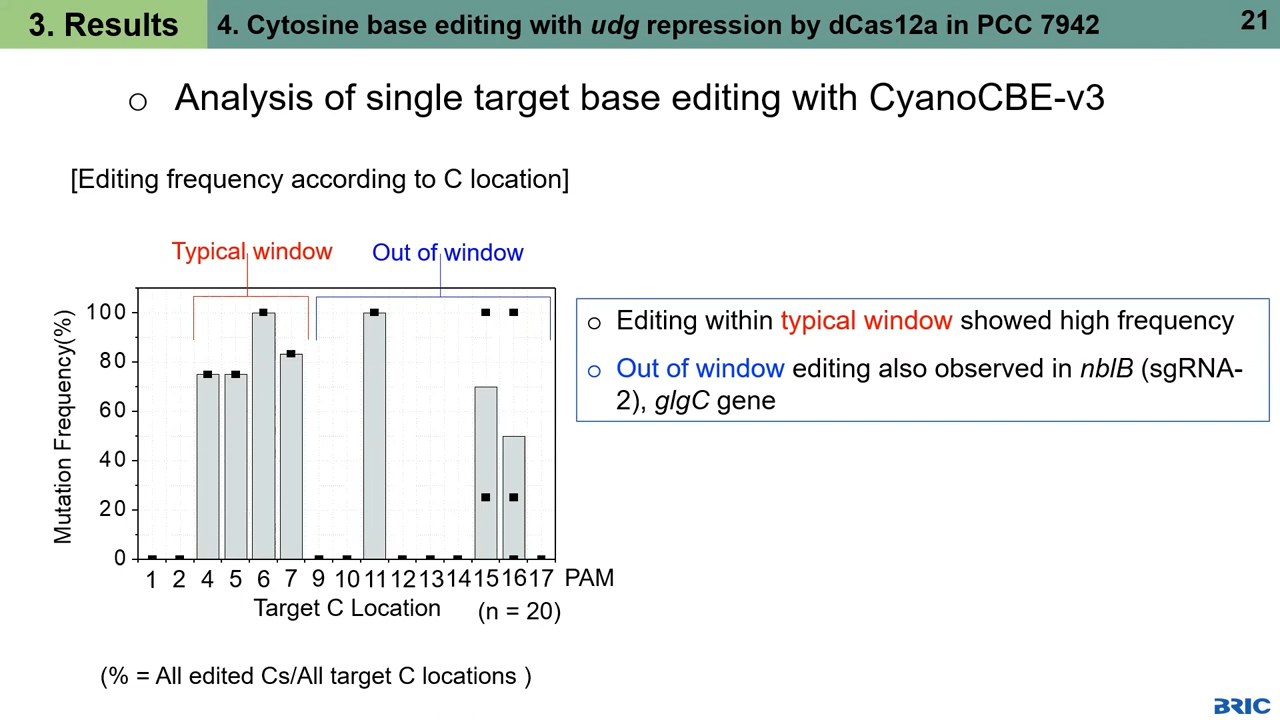 3. Results
4. Cytosine base editing with udg repression by dCas12a in PCC 7942
21
○ Analysis of single target base editing with CyanoCBE-v3
[Editing frequency according to C location]
Typical window
Out of window
Mutation Frequency(%)
100
80
60
40
20
0
1 2 4 5 6 7 9 10 11 12 13 14 15 16 17 PAM
Target C Location
(n = 20)
(% = All edited Cs/All target C locations )
○ Editing within typical window showed high frequency
○ Out of window editing also observed in nblB (sgRNA-
2), glgC gene
BRIC